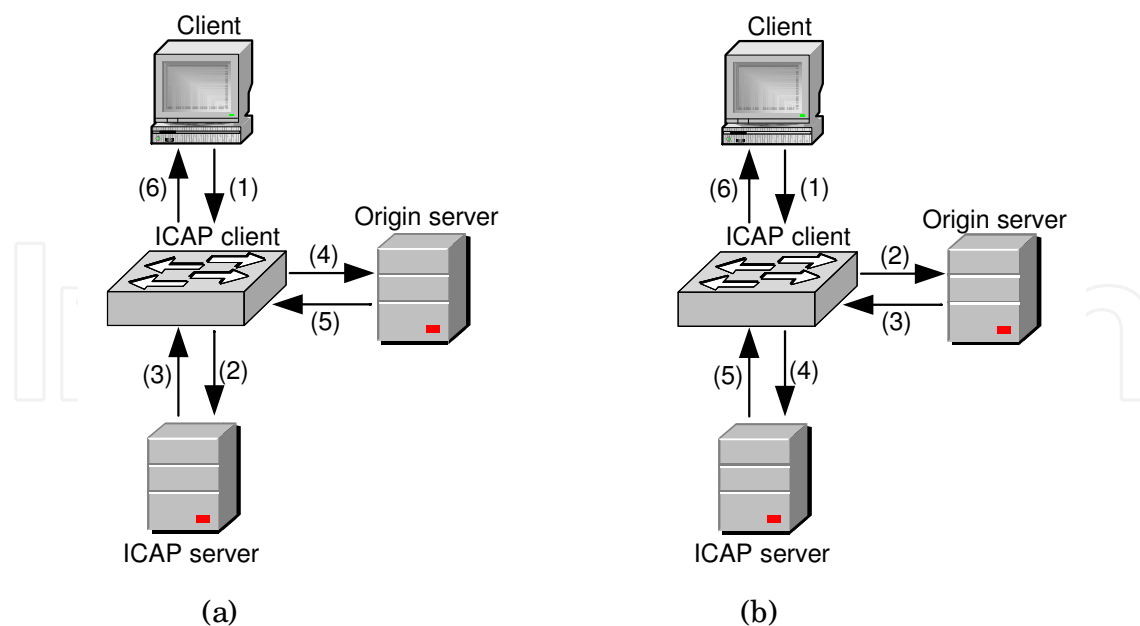 Client
(6)
(1)
ICAP client
Origin server
(4)
(5)
(3)
(2)
ICAP server
(a)
Client
(6)
(1)
ICAP client
Origin server
(2)
(3)
(5)
(4)
ICAP server
(b)